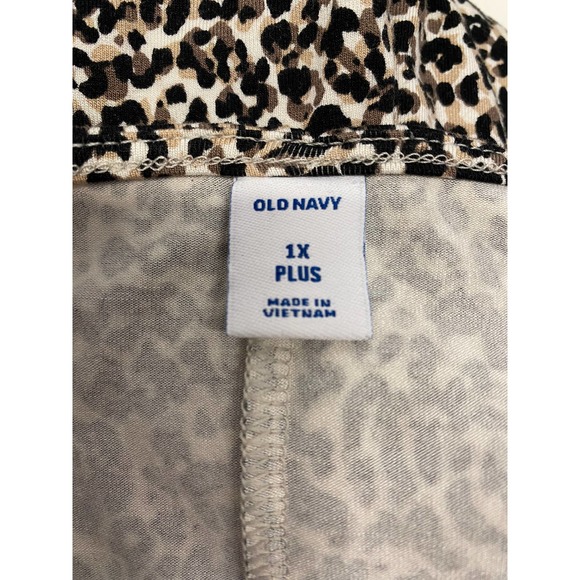 OLD NAVY
1X
PLUS
MADE IN
VIETNAM